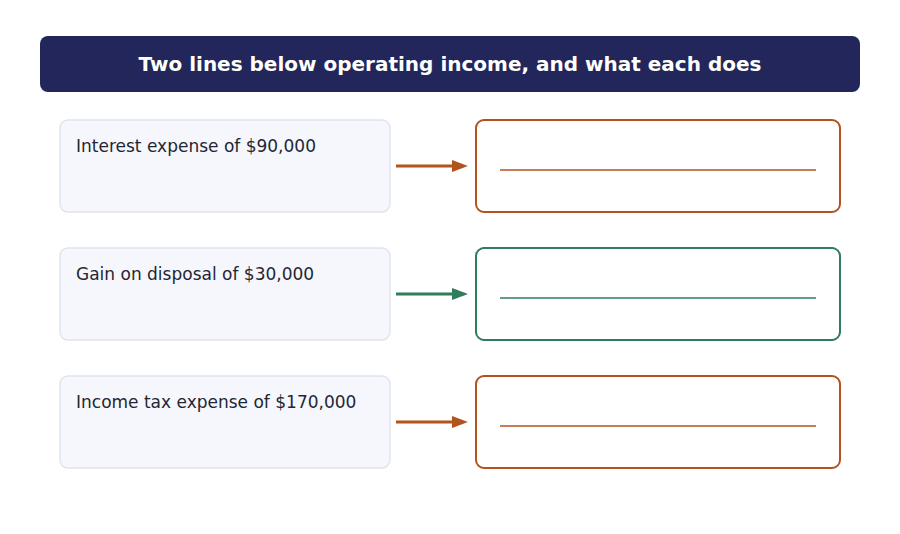 Two lines below operating income, and what each does
Interest expense of $90,000
Gain on disposal of $30,000
Income tax expense of $170,000